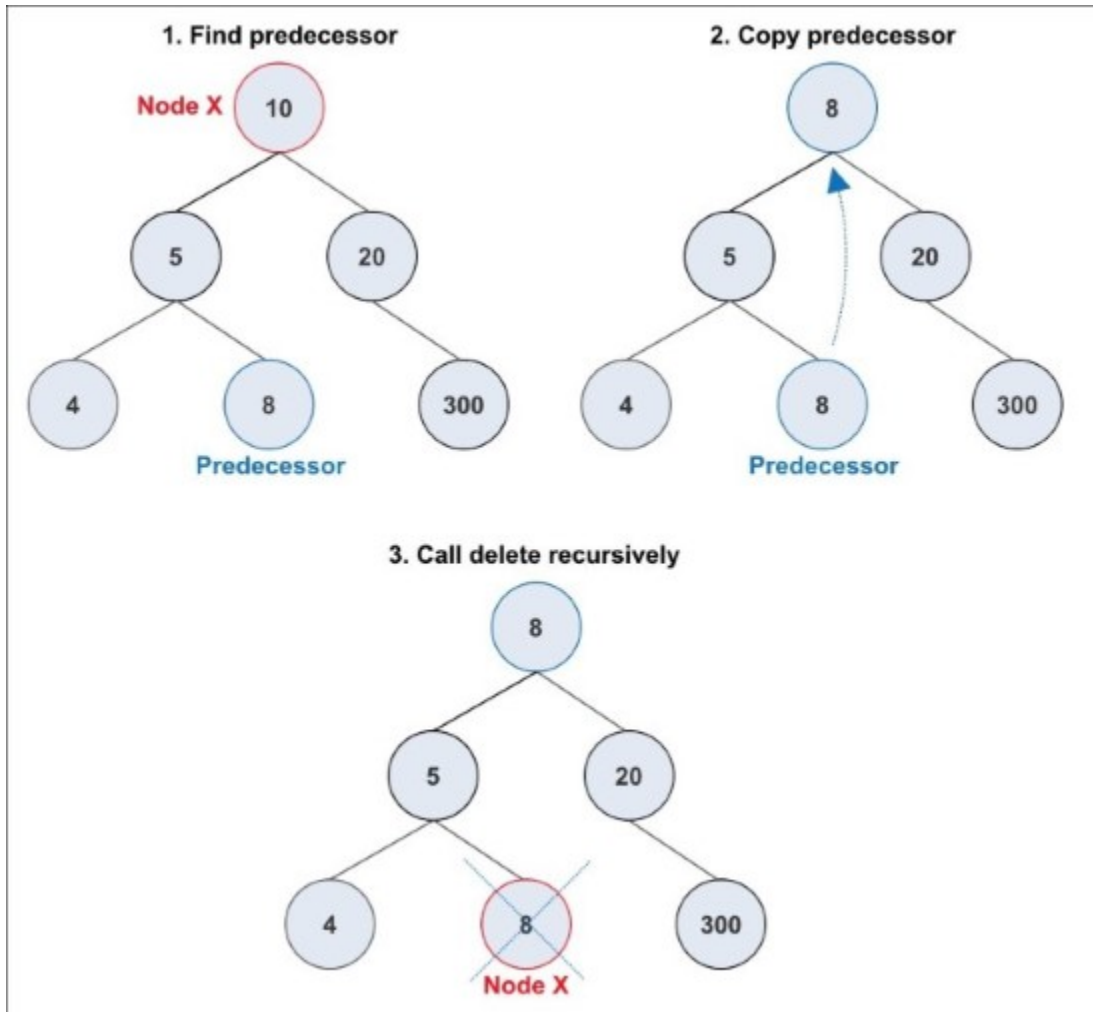 1. Find predecessor
2. Copy predecessor
Node X
10
8
5
20
5
20
4
8
300
4
8
300
Predecessor
Predecessor
3. Call delete recursively
8
5
20
4
8
300
Node X